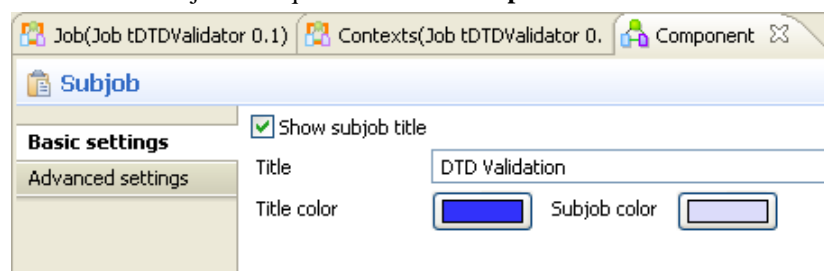 Job(Job tDTDValidator 0.1) Contexts(Job tDTDValidator 0. Component
Subjob
Basic settings
Show subjob title
Advanced settings
Title DTD Validation
Title color Subjob color